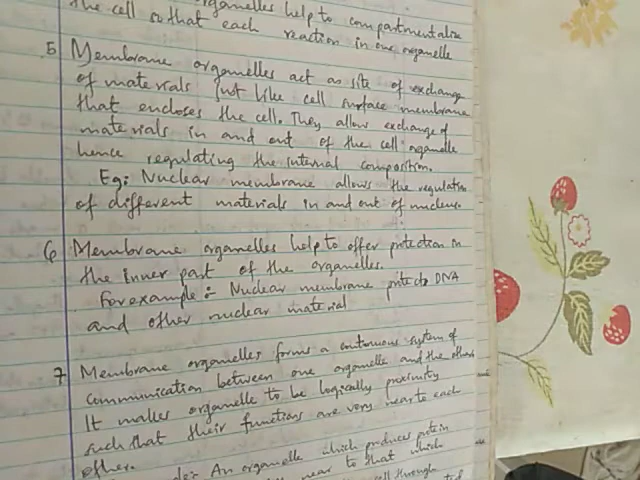 organelles help to compartmentalise
the cell so that each reaction in one organelle
5 Membrane organelles act as site of exchange
of materials just like cell surface membrane
that encloses the cell. They allow exchange of
materials in and out of the cell organelle
hence regulating the internal composition.
Eg: Nuclear membrane allows the regulation
of different materials in and out of nucleus.
6 Membrane organelles help to offer protection in
the inner part of the organelles.
For example:- Nuclear membrane protects DNA
and other nuclear material
7 Membrane organelles forms a continuous system of
communication between one organelle and the others
It makes organelle to be logically proximity
such that their functions are very near to each
other.
An organelle which produces protein
near to that which
cell through